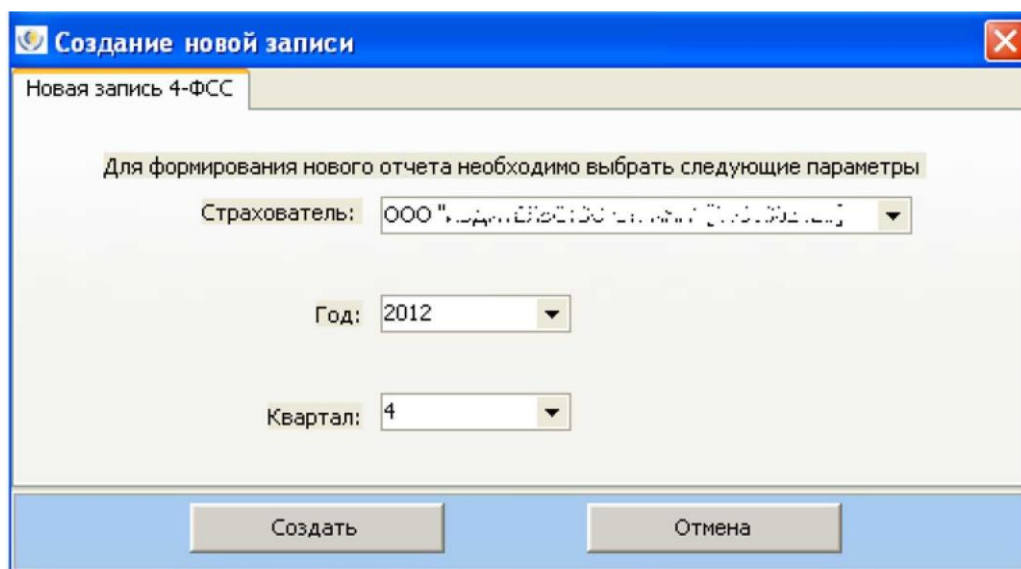 Создание новой записи
Новая запись 4-ФСС
Для формирования нового отчета необходимо выбрать следующие параметры
Страхователь: ООО "
Год: 2012
Квартал: 4
Создать Отмена